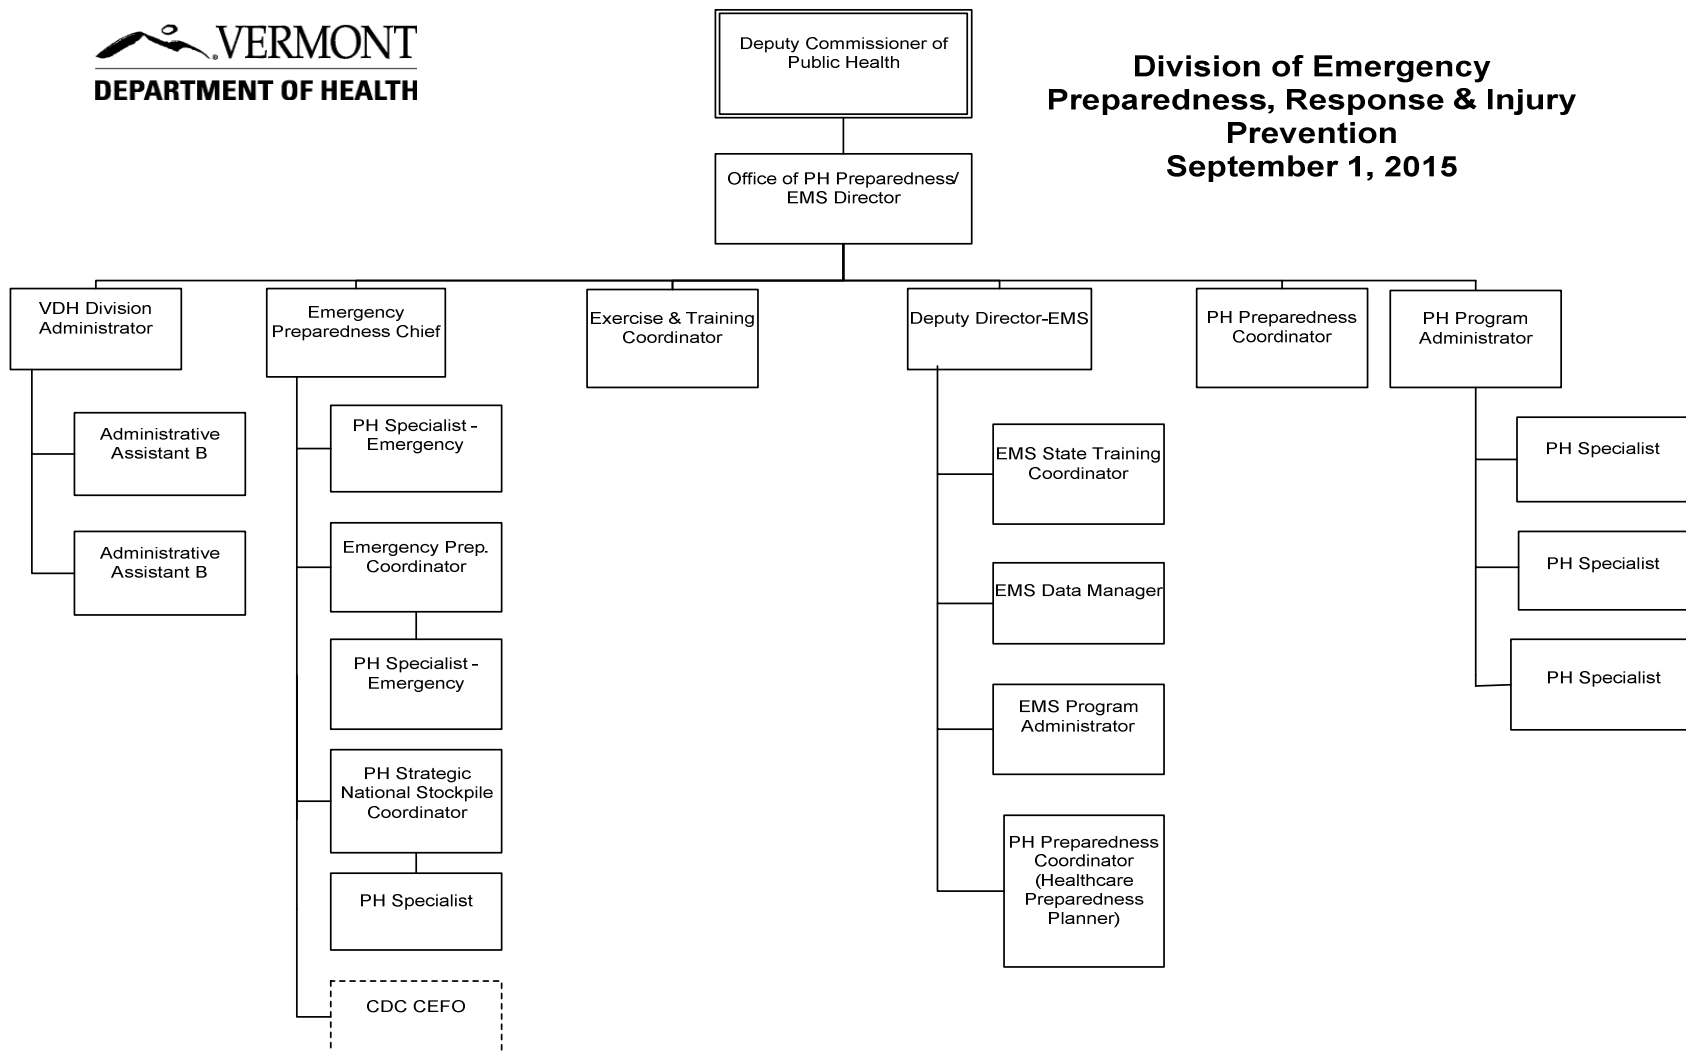 VERMONT
DEPARTMENT OF HEALTH
Deputy Commissioner of
Public Health
Division of Emergency
Preparedness, Response & Injury
Prevention
September 1, 2015
Office of PH Preparedness/
EMS Director
VDH Division
Administrator
Emergency
Preparedness Chief
Exercise & Training
Coordinator
Deputy Director-EMS
PH Preparedness
Coordinator
PH Program
Administrator
Administrative
Assistant B
Administrative
Assistant B
PH Specialist -
Emergency
Emergency Prep.
Coordinator
PH Specialist -
Emergency
PH Strategic
National Stockpile
Coordinator
PH Specialist
CDC CEFO
EMS State Training
Coordinator
EMS Data Manager
EMS Program
Administrator
PH Preparedness
Coordinator
(Healthcare
Preparedness
Planner)
PH Specialist
PH Specialist
PH Specialist